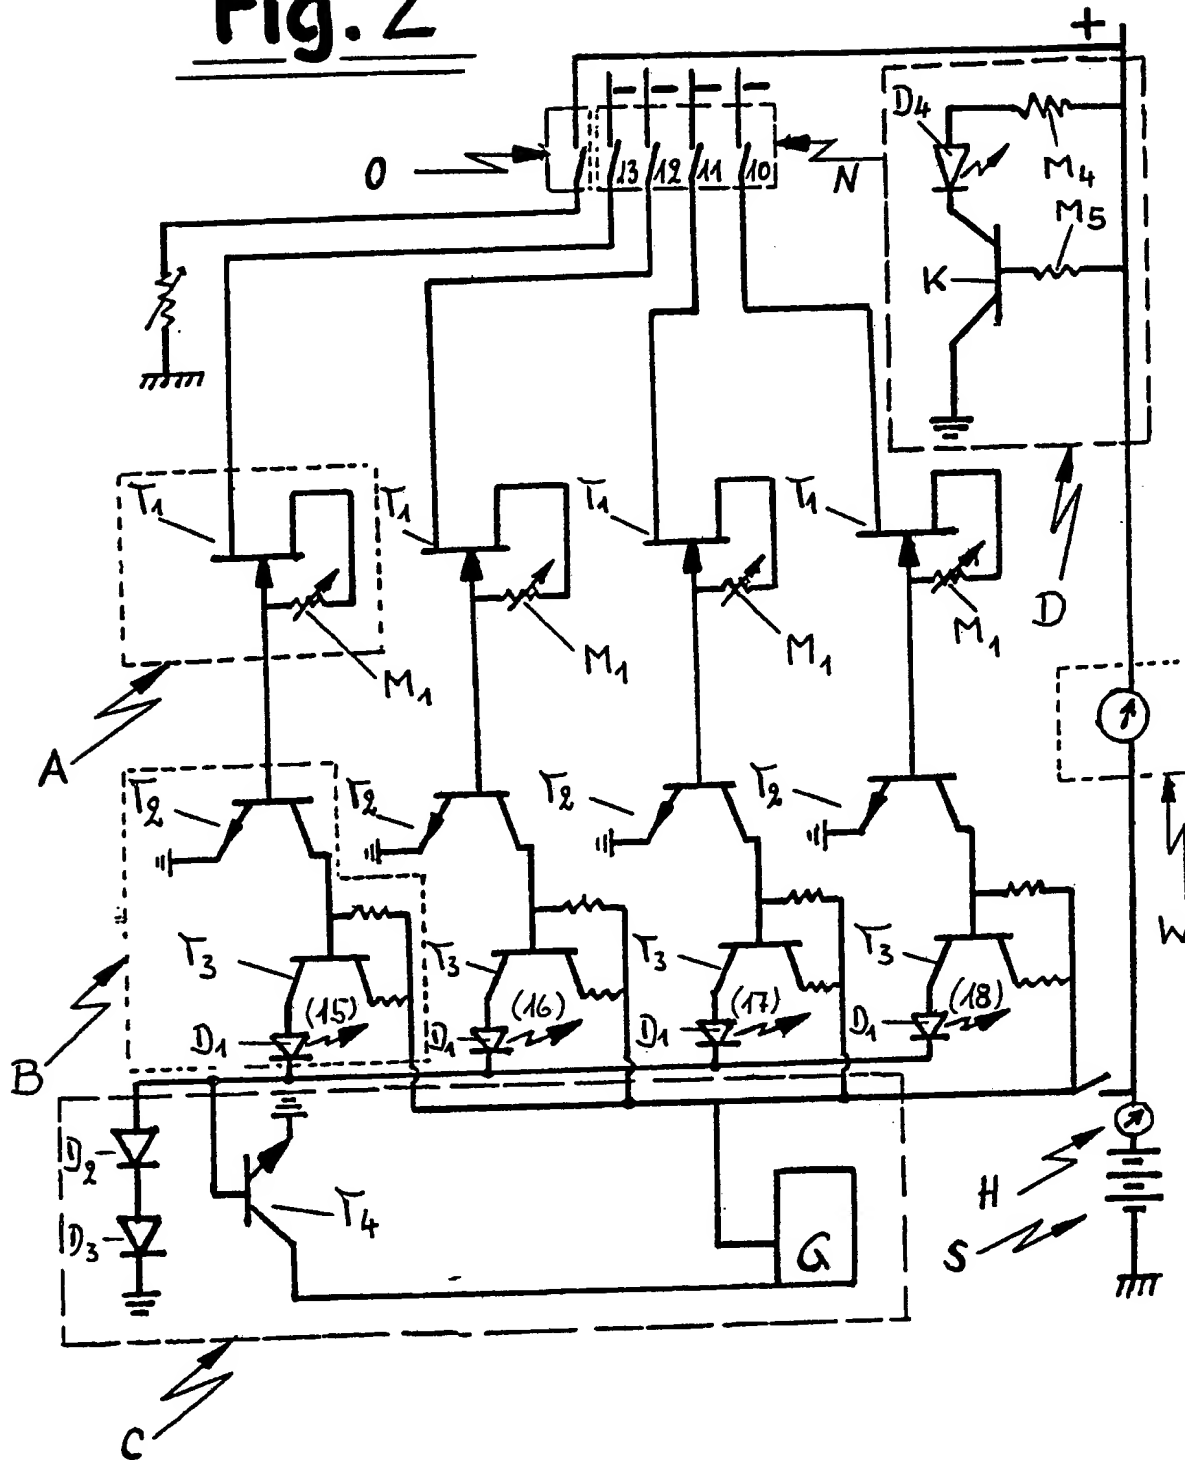 Fig. 2
+
D4
O
13 12 11 10
N
M4
M5
K
T1 T1 T1 T1
M1 M1 M1 M1
D
A
T2 T2 T2 T2
W
T3 T3 T3 T3
(15) (16) (17) (18)
D1 D1 D1 D1
B
D2
H
T4
D3
G
S
C